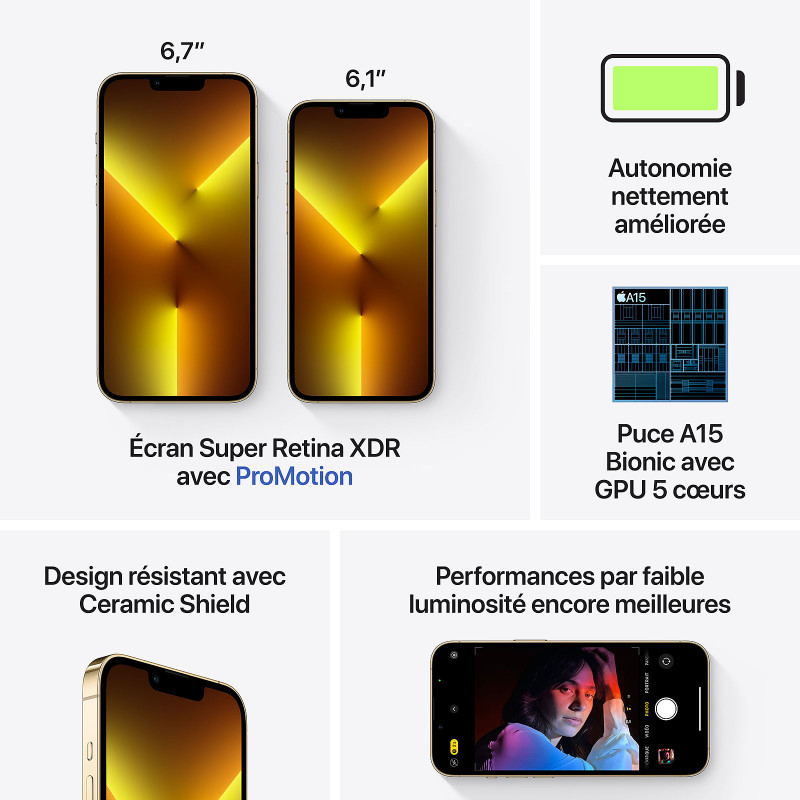 6,7”
6,1”
Écran Super Retina XDR
avec ProMotion
Autonomie
nettement
améliorée
A15
Puce A15
Bionic avec
GPU 5 cœurs
Design résistant avec
Ceramic Shield
Performances par faible
luminosité encore meilleures
PORTRAIT
PHOTO
VIDÉO